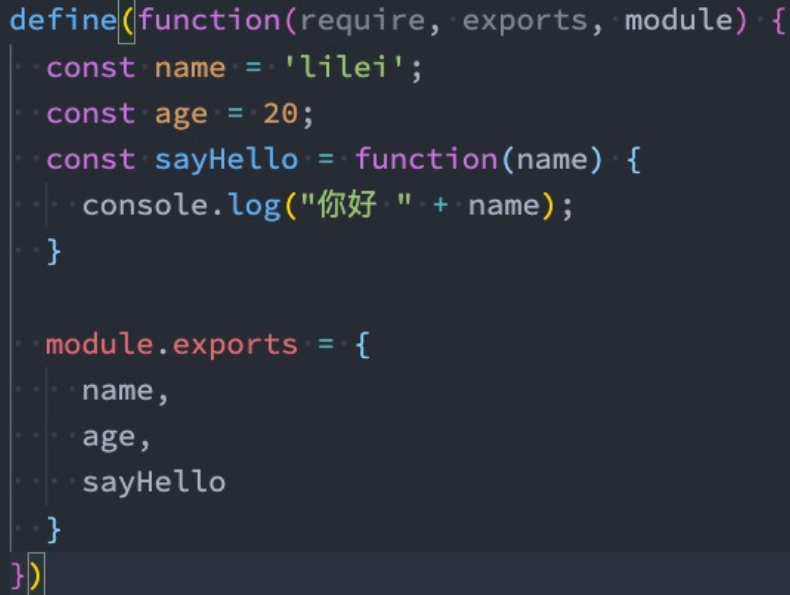 define(function(require, exports, module) {
  const name = 'lilei';
  const age = 20;
  const sayHello = function(name) {
    console.log("你好 " + name);
  }

  module.exports = {
    name,
    age,
    sayHello
  }
})